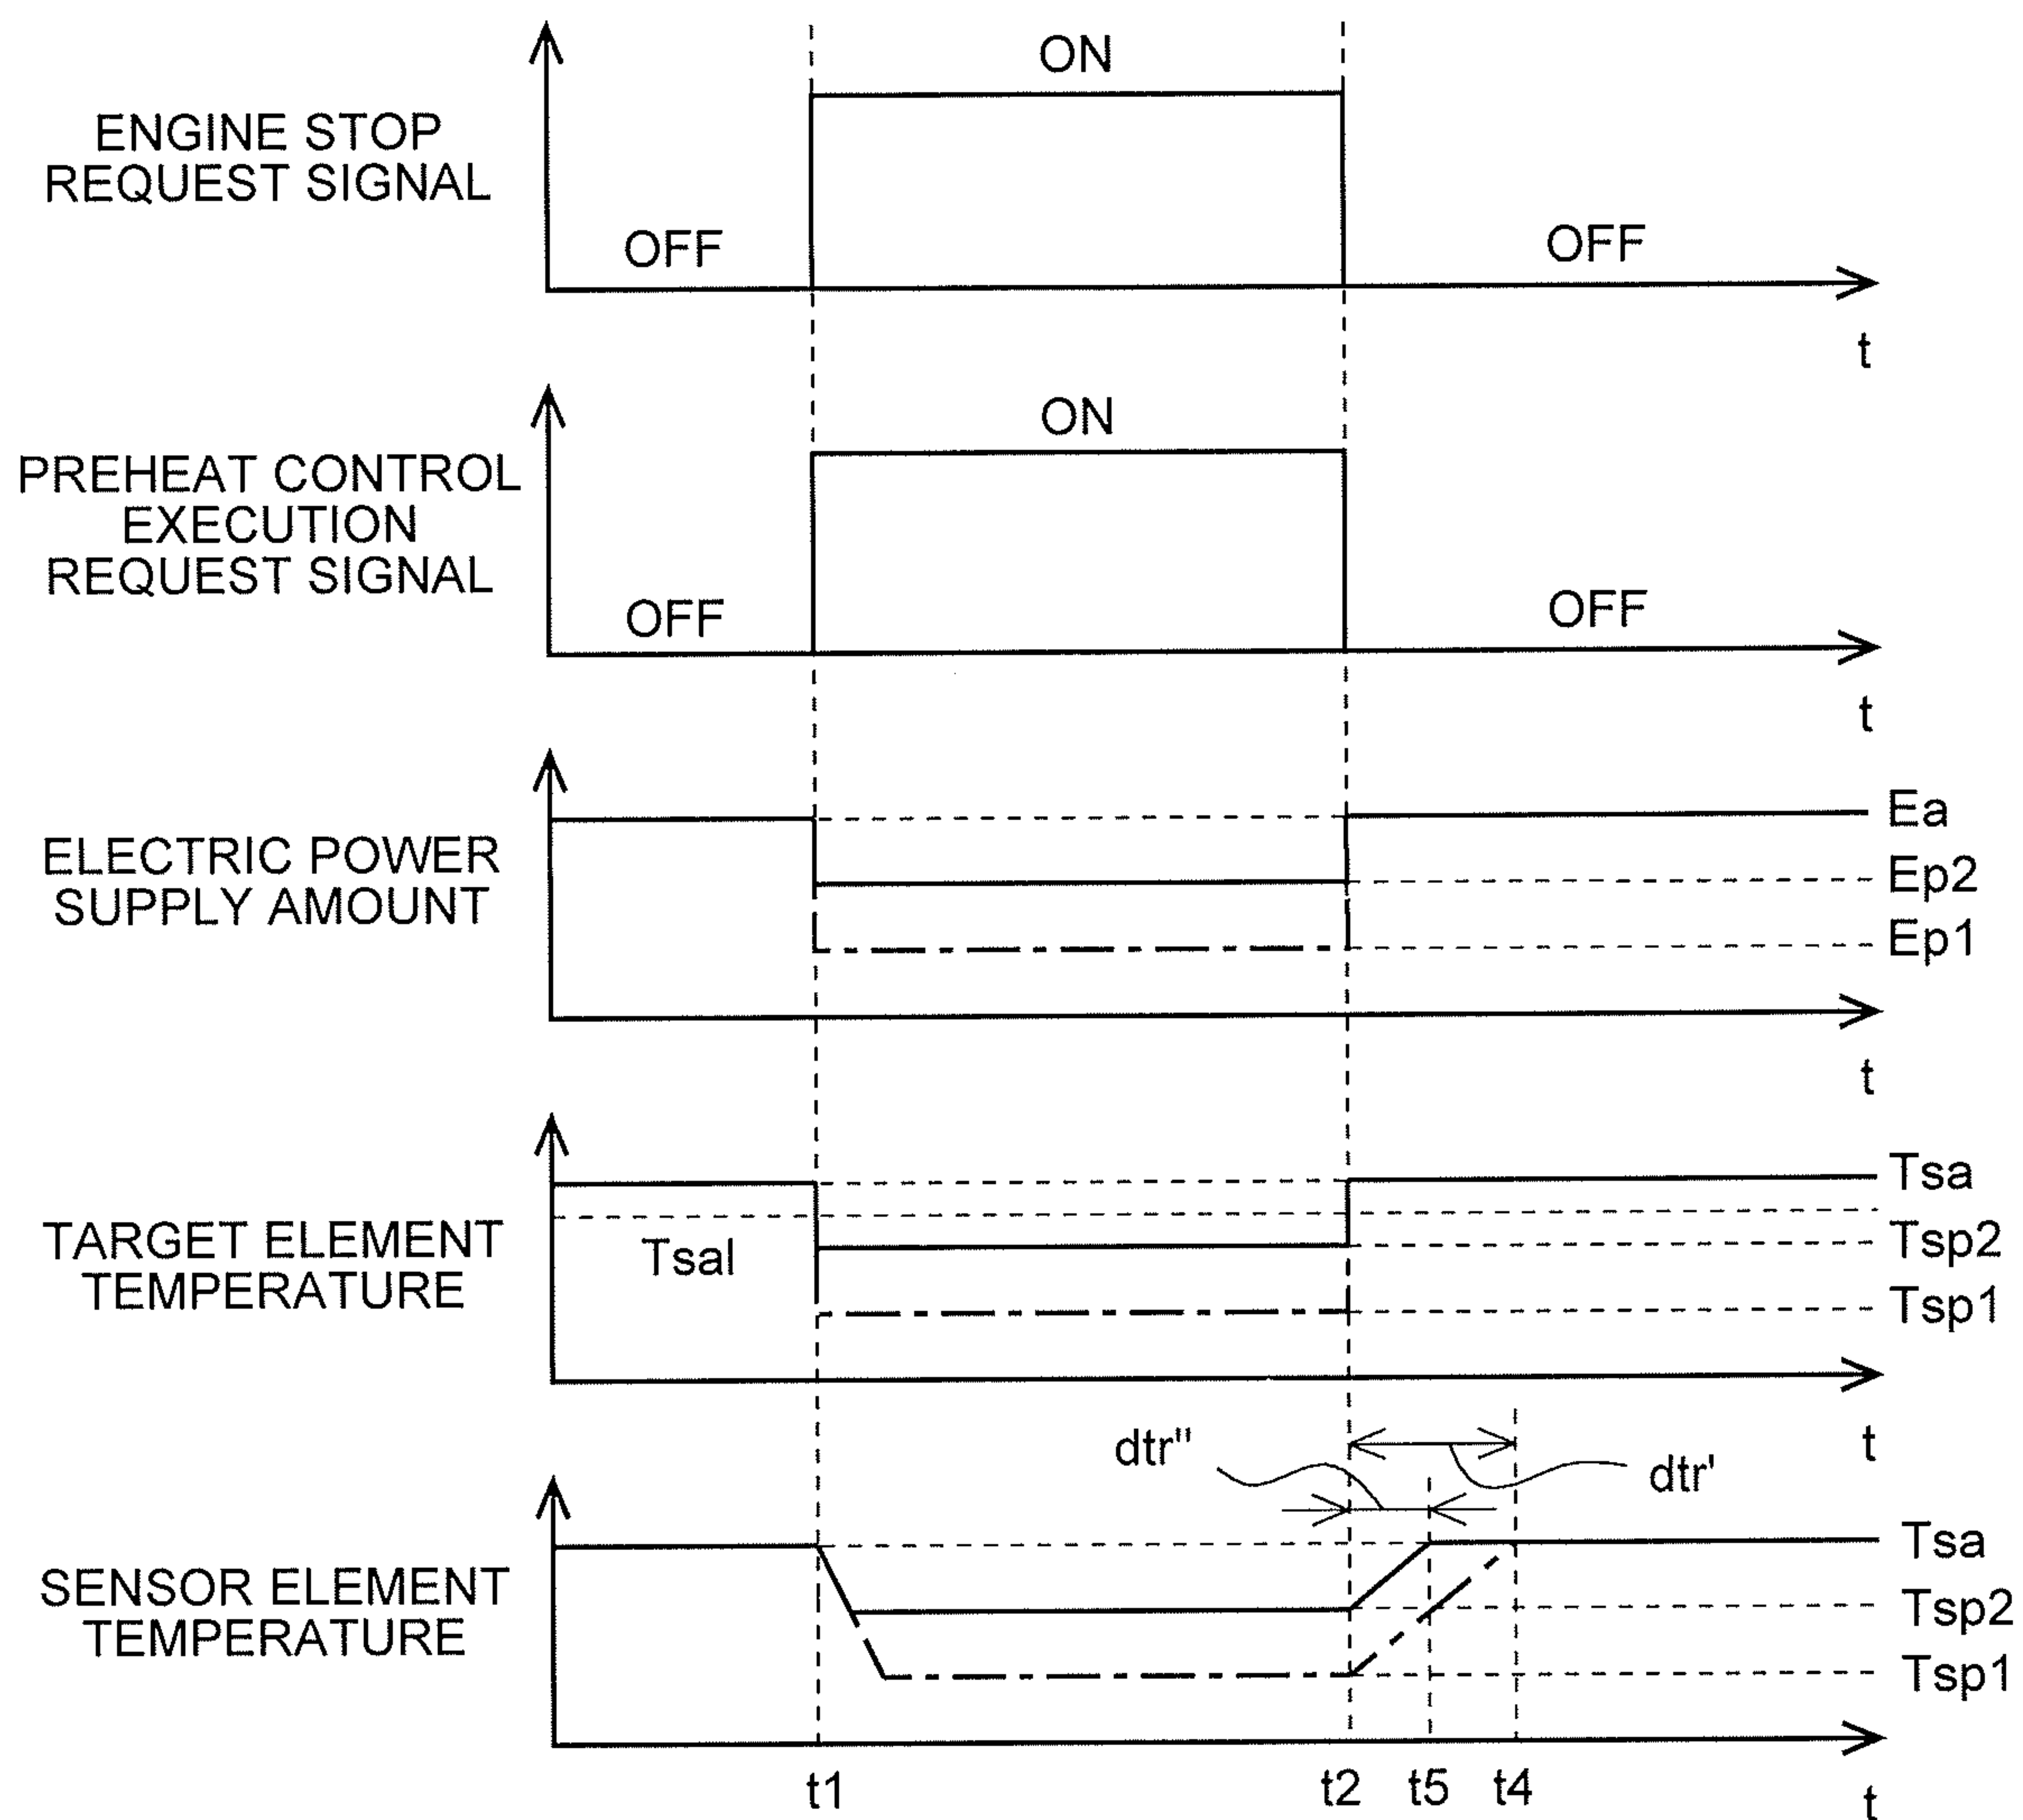 ON
ENGINE STOP
REQUEST SIGNAL
OFF
OFF
t
ON
PREHEAT CONTROL
EXECUTION
REQUEST SIGNAL
OFF
OFF
t
Ea
ELECTRIC POWER
SUPPLY AMOUNT
Ep2
Ep1
t
Tsa
TARGET ELEMENT
TEMPERATURE
Tsal
Tsp2
Tsp1
t
dtr"
dtr'
Tsa
SENSOR ELEMENT
TEMPERATURE
Tsp2
Tsp1
t1
t2
t5
t4
t